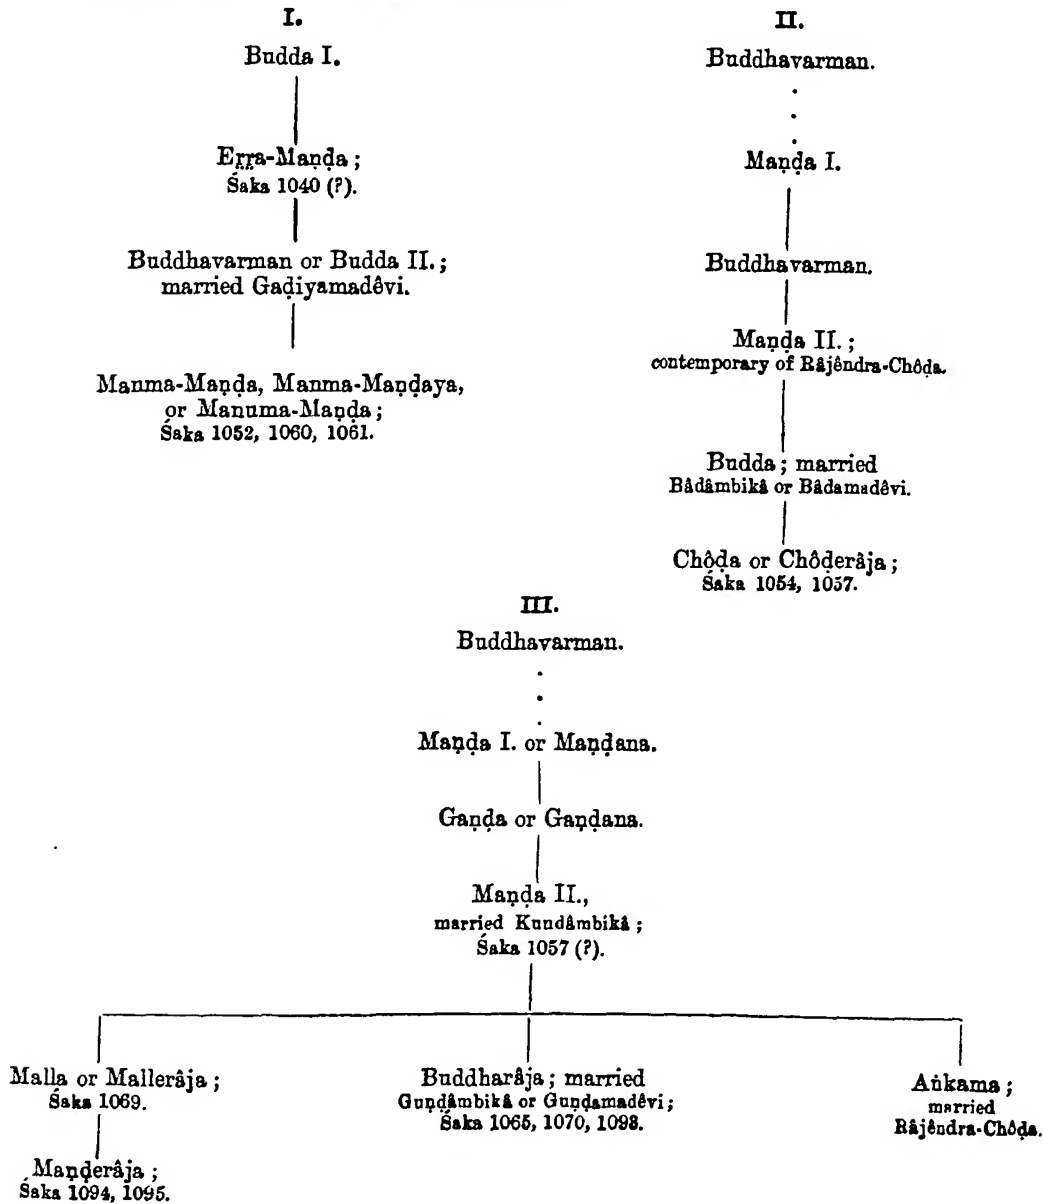 I.
Budda I.
Eṟṟa-Maṇḍa ;
Śaka 1040 (?).
Buddhavarman or Budda II. ;
married Gaḍiyamadêvi.
Manma-Maṇḍa, Manma-Maṇḍaya,
or Manuma-Maṇḍa ;
Śaka 1052, 1060, 1061.
II.
Buddhavarman.
.
.
.
Maṇḍa I.
Buddhavarman.
Maṇḍa II. ;
contemporary of Râjêndra-Chôḍa.
Budda ; married
Bâdâmbikâ or Bâdamadêvi.
Chôḍa or Chôḍerâja ;
Śaka 1054, 1057.
III.
Buddhavarman.
.
.
.
Maṇḍa I. or Maṇḍana.
Gaṇḍa or Gaṇḍana.
Maṇḍa II.,
married Kundâmbikâ ;
Śaka 1057 (?).
Malla or Mallerâja ;
Śaka 1069.
Maṇḍerâja ;
Śaka 1094, 1095.
Buddharâja ; married
Guṇḍâmbikâ or Guṇḍamadêvi ;
Śaka 1065, 1070, 1098.
Aṅkama ;
married
Râjêndra-Chôḍa.